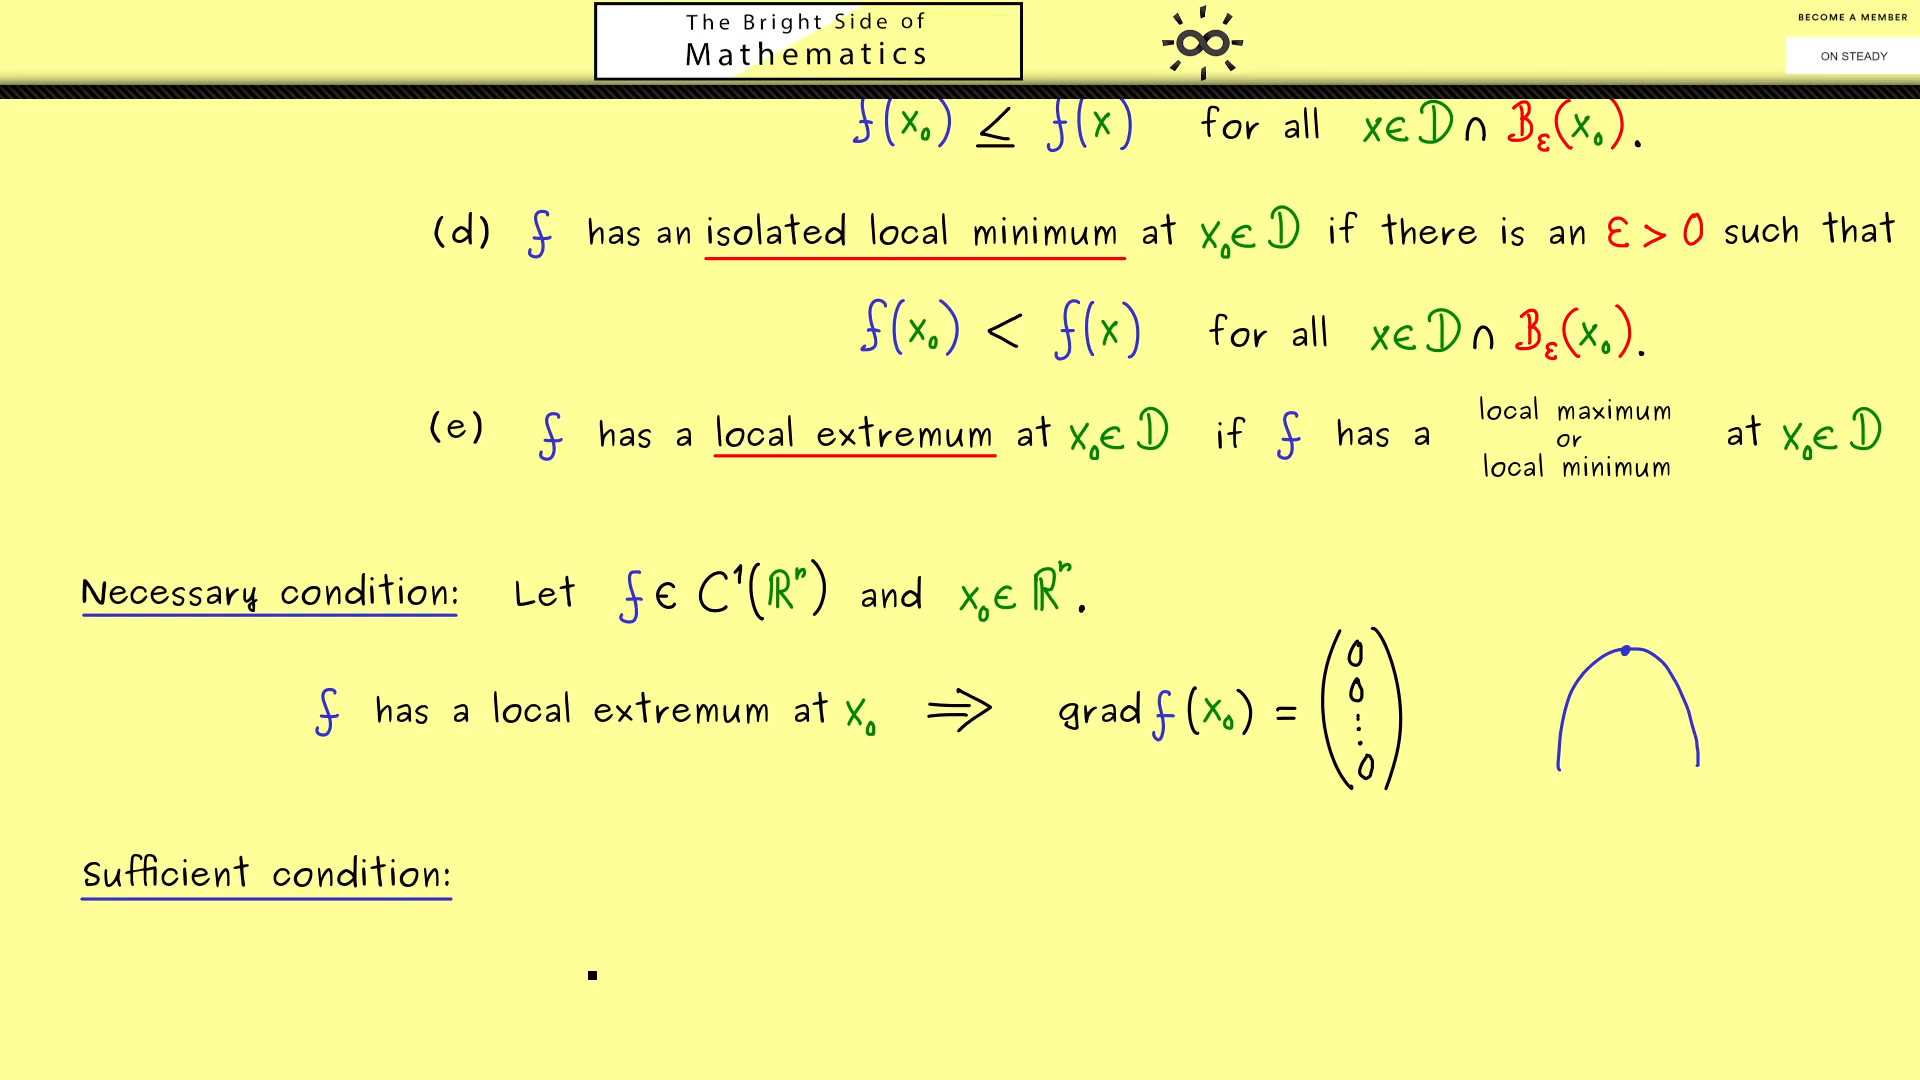 The Bright Side of
Mathematics
BECOME A MEMBER
ON STEADY
f(x₀) ≤ f(x) for all x∈D∩B_ε(x₀).
(d) f has an isolated local minimum at x₀∈D if there is an ε>0 such that
f(x₀) < f(x) for all x∈D∩B_ε(x₀).
(e) f has a local extremum at x₀∈D if f has a local maximum or local minimum at x₀∈D
Necessary condition: Let f∈C¹(ℝⁿ) and x₀∈ℝⁿ.
f has a local extremum at x₀ ⟹ grad f(x₀) = (0 0 ⋮ 0)
Sufficient condition: